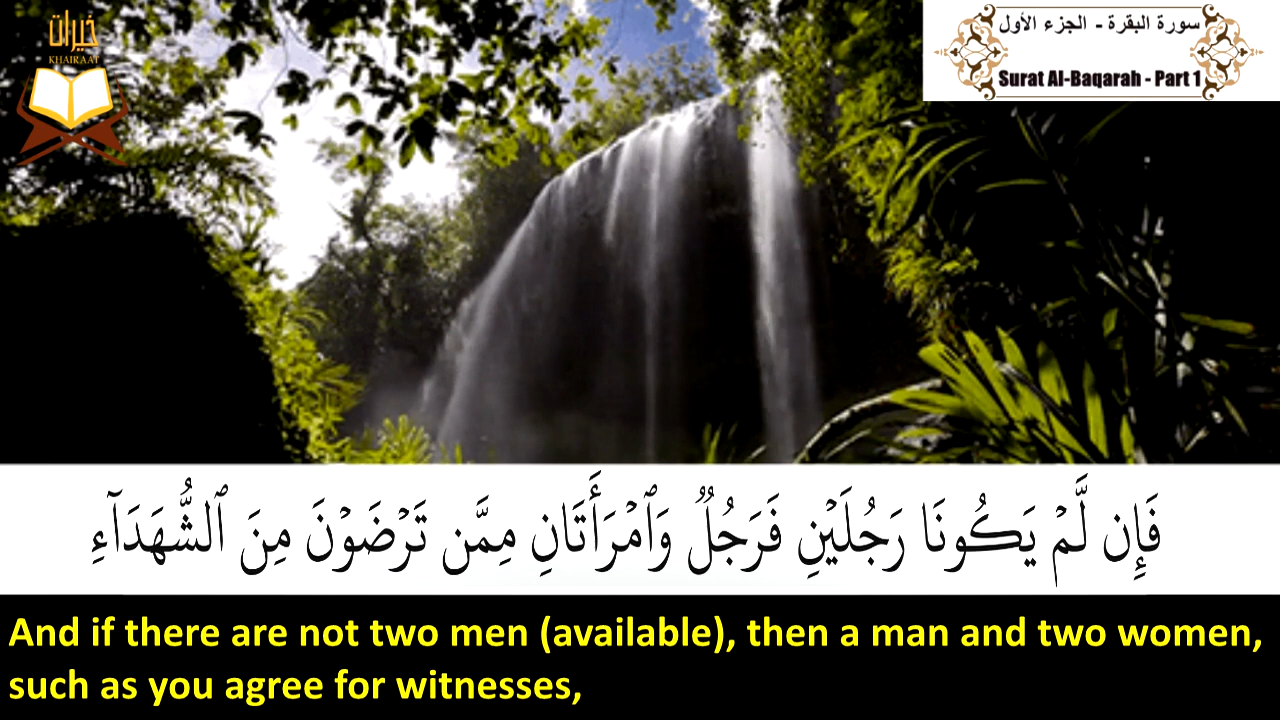 خيرات
KHAIRAAT
سورة البقرة - الجزء الأول
Surat Al-Baqarah - Part 1
فَإِن لَّمْ يَكُونَا رَجُلَيْنِ فَرَجُلٌ وَٱمْرَأَتَانِ مِمَّن تَرْضَوْنَ مِنَ ٱلشُّهَدَآءِ
And if there are not two men (available), then a man and two women,
such as you agree for witnesses,